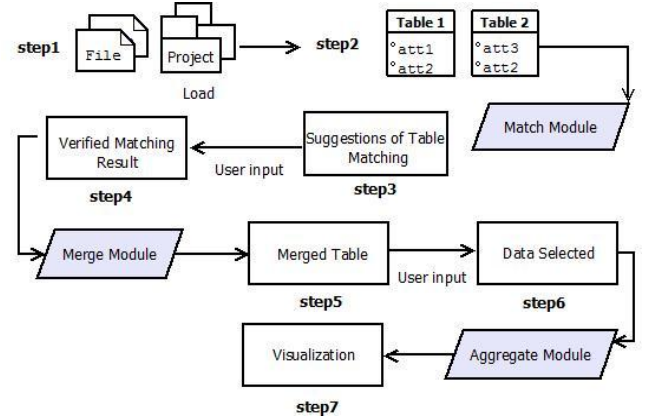 step1
File
Project
Load
step2
Table 1
att1
att2
Table 2
att3
att2
Match Module
Suggestions of Table
Matching
step3
User input
Verified Matching
Result
step4
Merge Module
Merged Table
step5
User input
Data Selected
step6
Aggregate Module
Visualization
step7